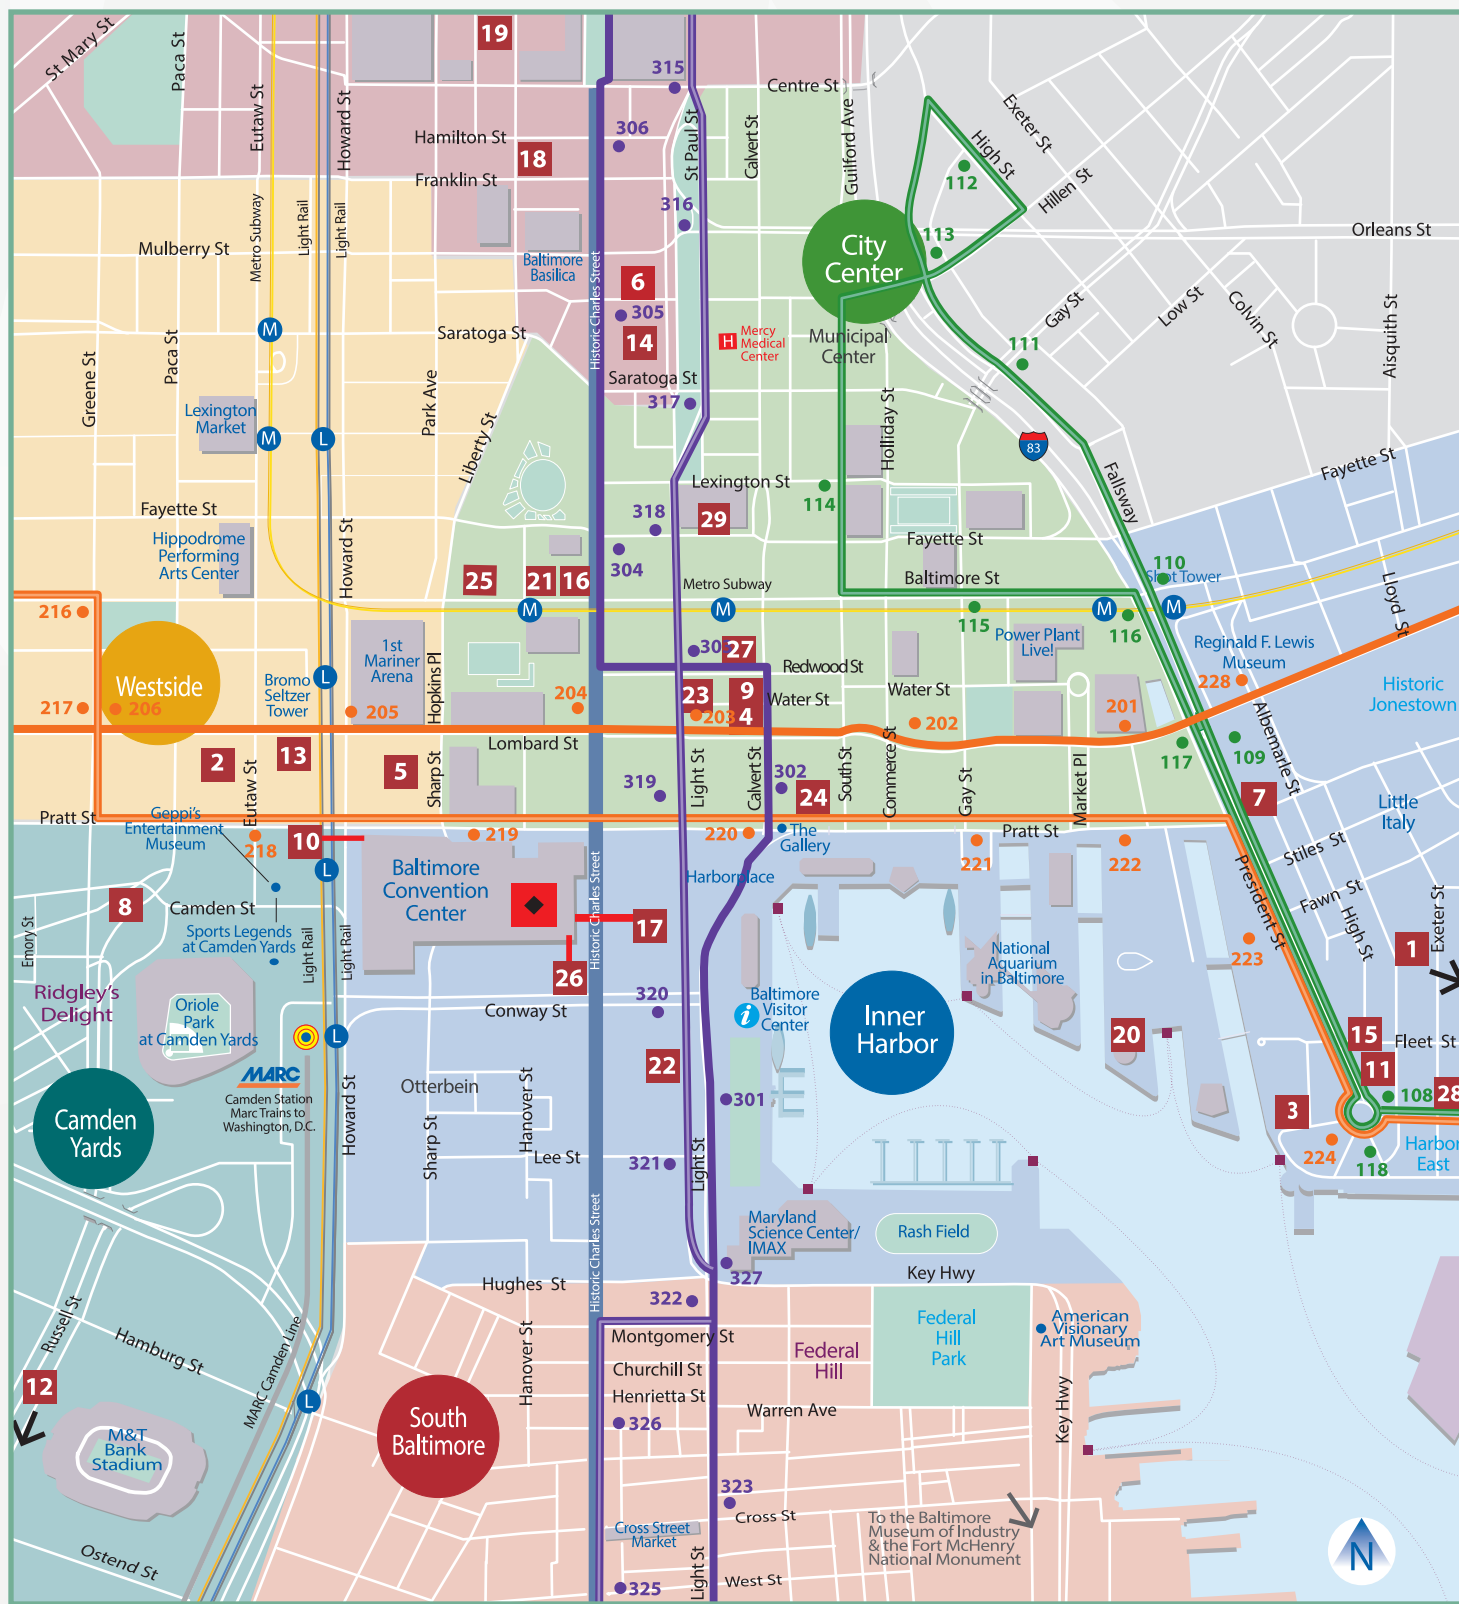 19
St Mary St
Paca St
Eutaw St
Howard St
315
Centre St
Guilford Ave
Exeter St
306
Hamilton St
18
St Paul St
Calvert St
High St
112
Franklin St
Hillen St
316
Metro Subway
Light Rail
Light Rail
Mulberry St
Baltimore
Basilica
Historic Charles Street
City
Center
113
Orleans St
6
305
14
M
Saratoga St
H
Mercy
Medical
Center
Municipal
Center
Gay St
Low St
Colvin St
Aisquith St
111
Paca St
Greene St
Park Ave
Saratoga St
317
Lexington
Market
M
L
Liberty St
Holliday St
83
Fallsway
Fayette St
Lexington St
114
Fayette St
318
29
Howard St
Hippodrome
Performing
Arts Center
304
Fayette St
Baltimore St
110
Shot Tower
25
21
16
Metro Subway
M
M
M
M
Lloyd St
216
115
116
Power Plant
Live!
Reginald F. Lewis
Museum
1st
Mariner
Arena
Hopkins Pl
27
Redwood St
Westside
Bromo
Seltzer
Tower
L
204
23
9
4
Water St
Water St
228
Historic
Jonestown
217
206
205
203
202
201
Albemarle St
2
13
Lombard St
5
Sharp St
Eutaw St
Light St
Calvert St
South St
Commerce St
Gay St
Market Pl
117
109
319
302
24
7
Little
Italy
Pratt St
Geppi's
Entertainment
Museum
218
10
219
220
The
Gallery
Pratt St
221
222
Stiles St
L
Baltimore
Convention
Center
Harborplace
President St
Fawn St
High St
Exeter St
8
Camden St
Emory St
Sports Legends
at Camden Yards
17
Historic Charles Street
1
223
National
Aquarium
in Baltimore
Light Rail
Light Rail
26
Ridgley's
Delight
Oriole
Park
at Camden Yards
320
Conway St
i
Baltimore
Visitor
Center
Inner
Harbor
20
15
Fleet St
L
MARC
Camden Station
Marc Trains to
Washington, D.C.
Otterbein
22
11
108
28
301
3
Camden
Yards
Howard St
Sharp St
Hanover St
Lee St
321
Light St
224
118
Harbor
East
Maryland
Science Center/
IMAX
Rash Field
Historic Charles Street
327
Key Hwy
Hughes St
322
Russell St
Hamburg St
MARC Camden Line
Hanover St
Montgomery St
Federal
Hill
Federal
Hill
Park
American
Visionary
Art Museum
Churchill St
12
L
Henrietta St
Warren Ave
Key Hwy
South
Baltimore
326
M&T
Bank
Stadium
323
Cross St
Cross Street
Market
To the Baltimore
Museum of Industry
& the Fort McHenry
National Monument
N
Ostend St
325
Light St
West St